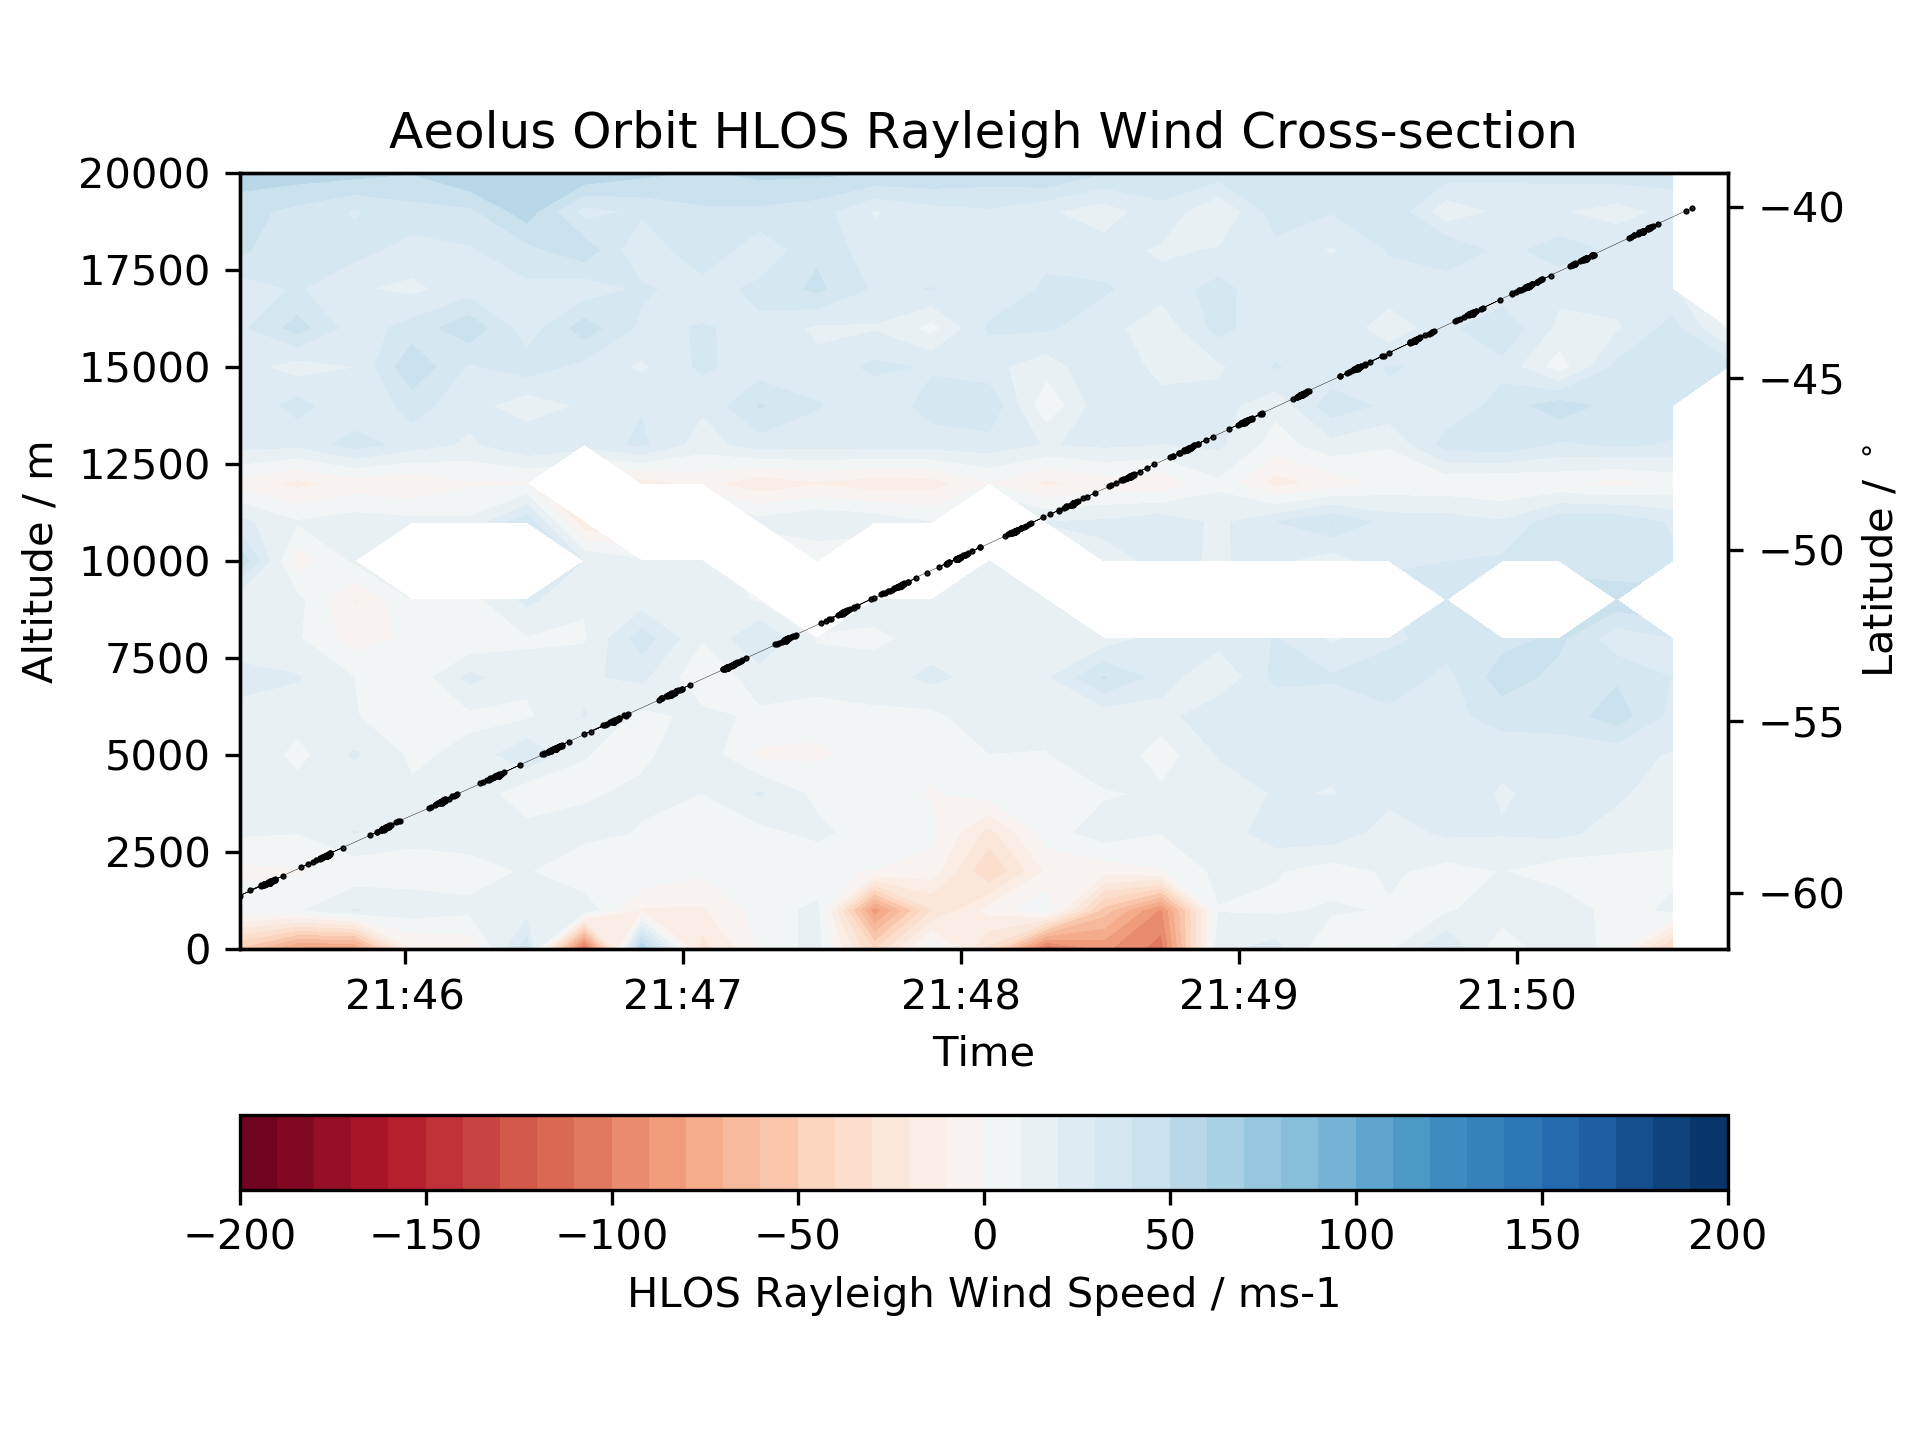 Aeolus Orbit HLOS Rayleigh Wind Cross-section
20000
17500
15000
12500
10000
7500
5000
2500
0
Altitude / m
−40
−45
−50
−55
−60
Latitude / °
21:46 21:47 21:48 21:49 21:50
Time
−200 −150 −100 −50 0 50 100 150 200
HLOS Rayleigh Wind Speed / ms-1